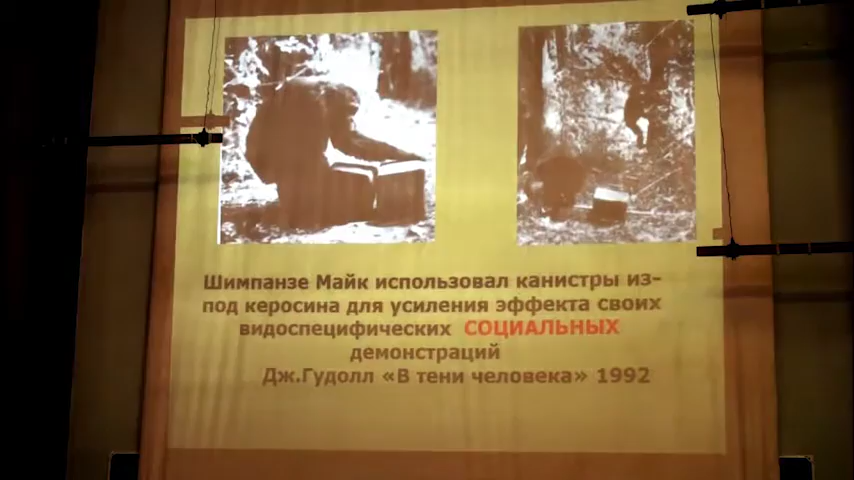 Шимпанзе Майк использовал канистры из-
под керосина для усиления эффекта своих
видоспецифических СОЦИАЛЬНЫХ
демонстраций
Дж.Гудолл «В тени человека» 1992